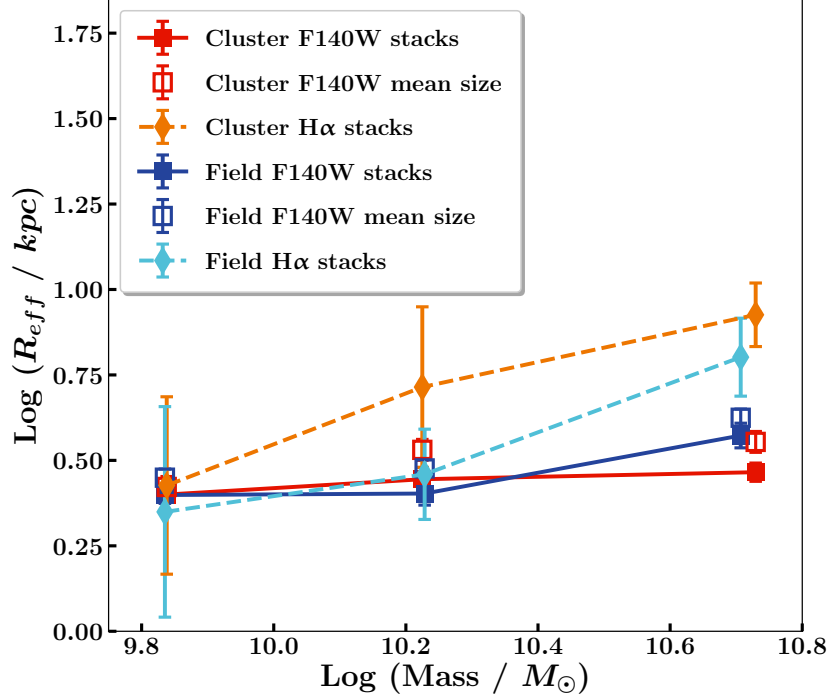 Cluster F140W stacks
Cluster F140W mean size
Cluster Hα stacks
Field F140W stacks
Field F140W mean size
Field Hα stacks
Log (R_eff / kpc)
1.75
1.50
1.25
1.00
0.75
0.50
0.25
0.00
9.8 10.0 10.2 10.4 10.6 10.8
Log (Mass / M_⊙)